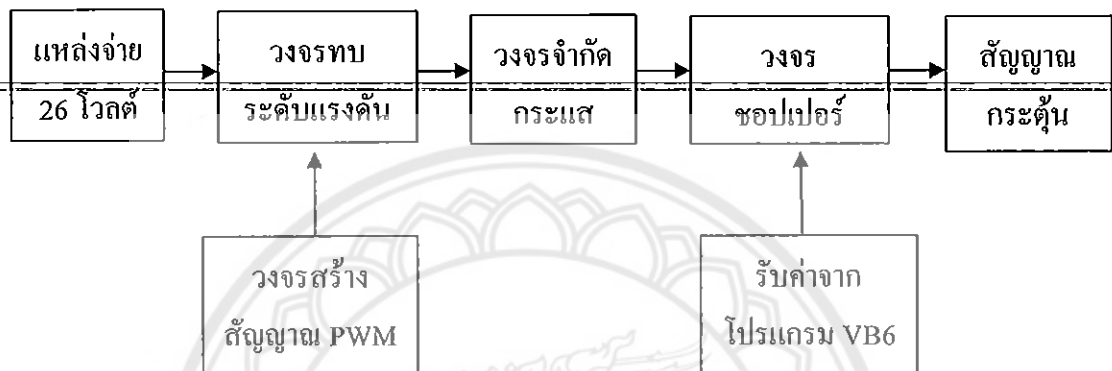 แหล่งจ่าย
26 โวลต์
วงจรทบ
ระดับแรงดัน
วงจรจำกัด
กระแส
วงจร
ชอปเปอร์
สัญญาณ
กระตุ้น
วงจรสร้าง
สัญญาณ PWM
รับค่าจาก
โปรแกรม VB6